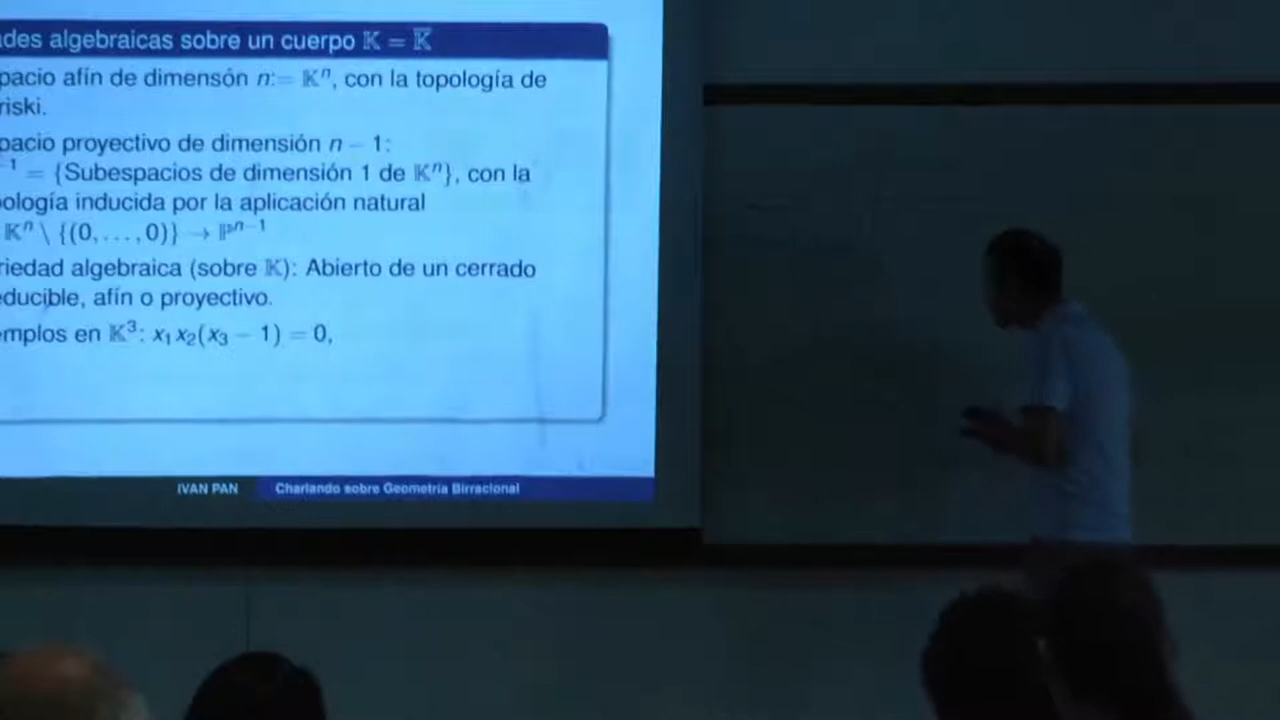 des algebraicas sobre un cuerpo 𝕂 = 𝕂̅
pacio afín de dimensón n:= 𝕂ⁿ, con la topología de
riski.
pacio proyectivo de dimensión n − 1:
⁻¹ = {Subespacios de dimensión 1 de 𝕂ⁿ}, con la
ología inducida por la aplicación natural
𝕂ⁿ \ {(0, . . . , 0)} → ℙⁿ⁻¹
riedad algebraica (sobre 𝕂): Abierto de un cerrado
educible, afín o proyectivo.
emplos en 𝕂³: x₁x₂(x₃ − 1) = 0,
IVAN PAN Charlando sobre Geometría Birracional